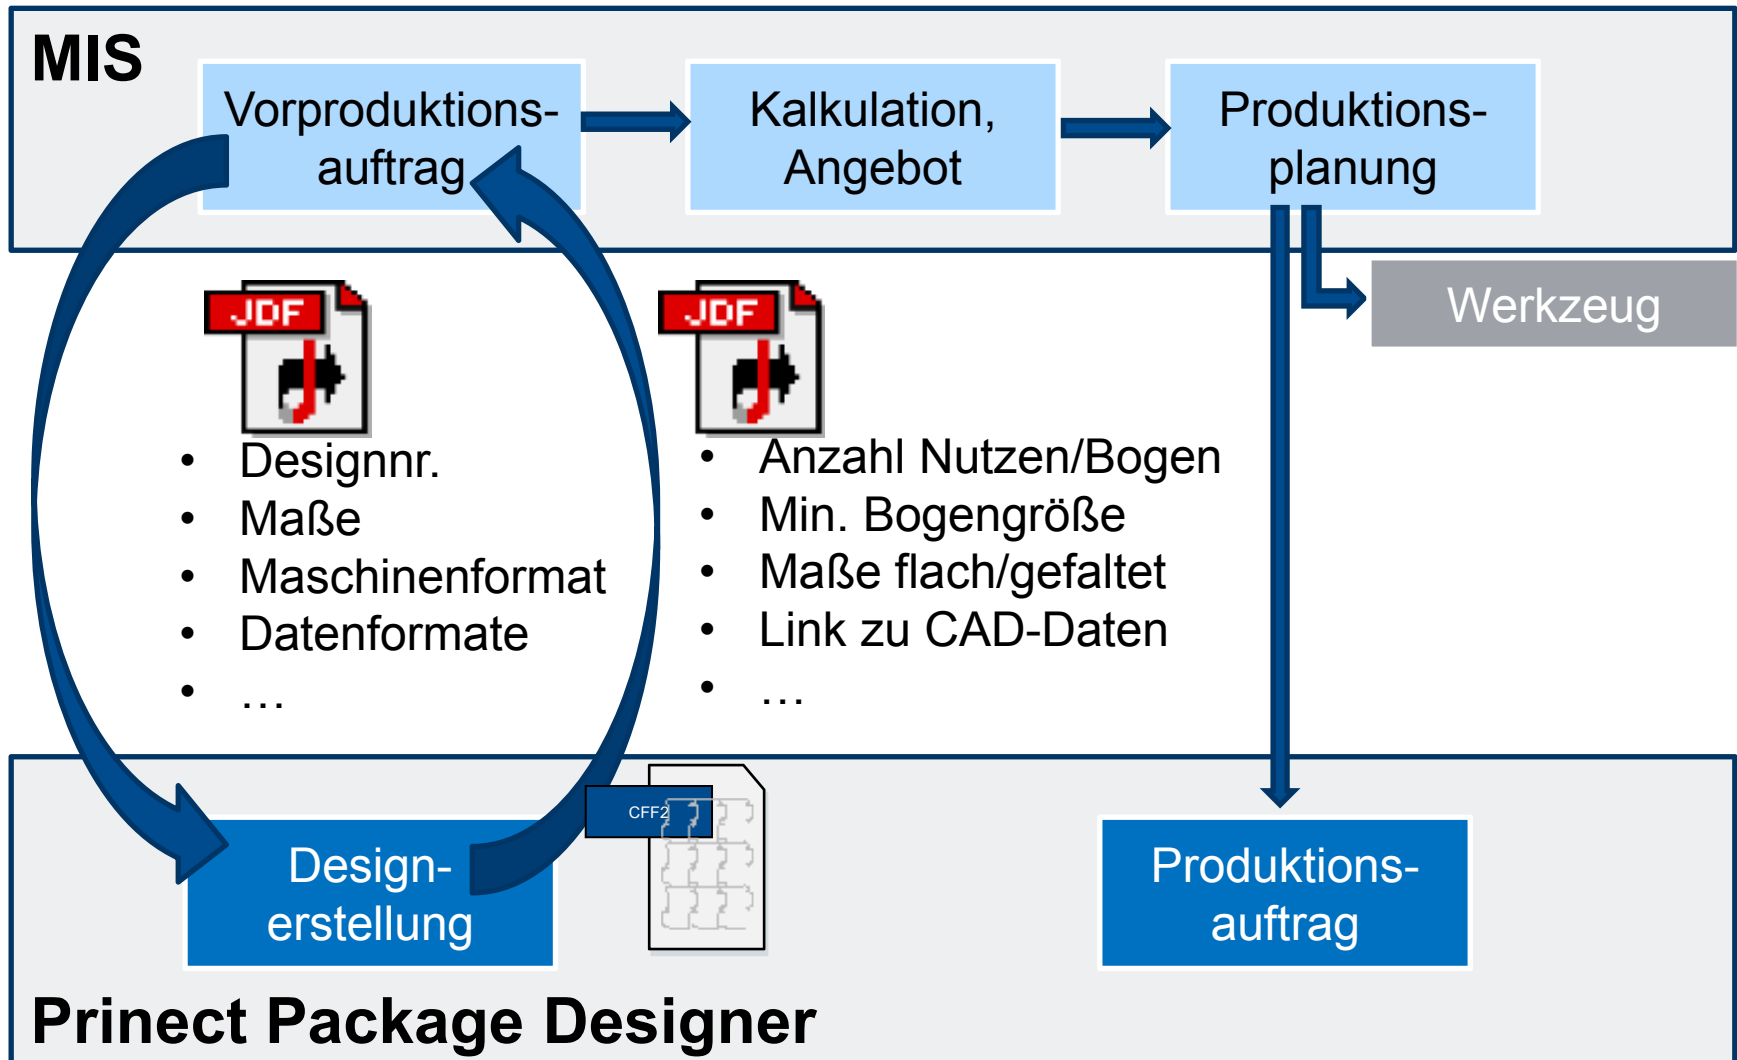 MIS
Vorproduktions-
auftrag
Kalkulation,
Angebot
Produktions-
planung
Werkzeug
JDF
• Designnr.
• Maße
• Maschinenformat
• Datenformate
• …
JDF
• Anzahl Nutzen/Bogen
• Min. Bogengröße
• Maße flach/gefaltet
• Link zu CAD-Daten
• …
CFF2
Design-
erstellung
Produktions-
auftrag
Prinect Package Designer